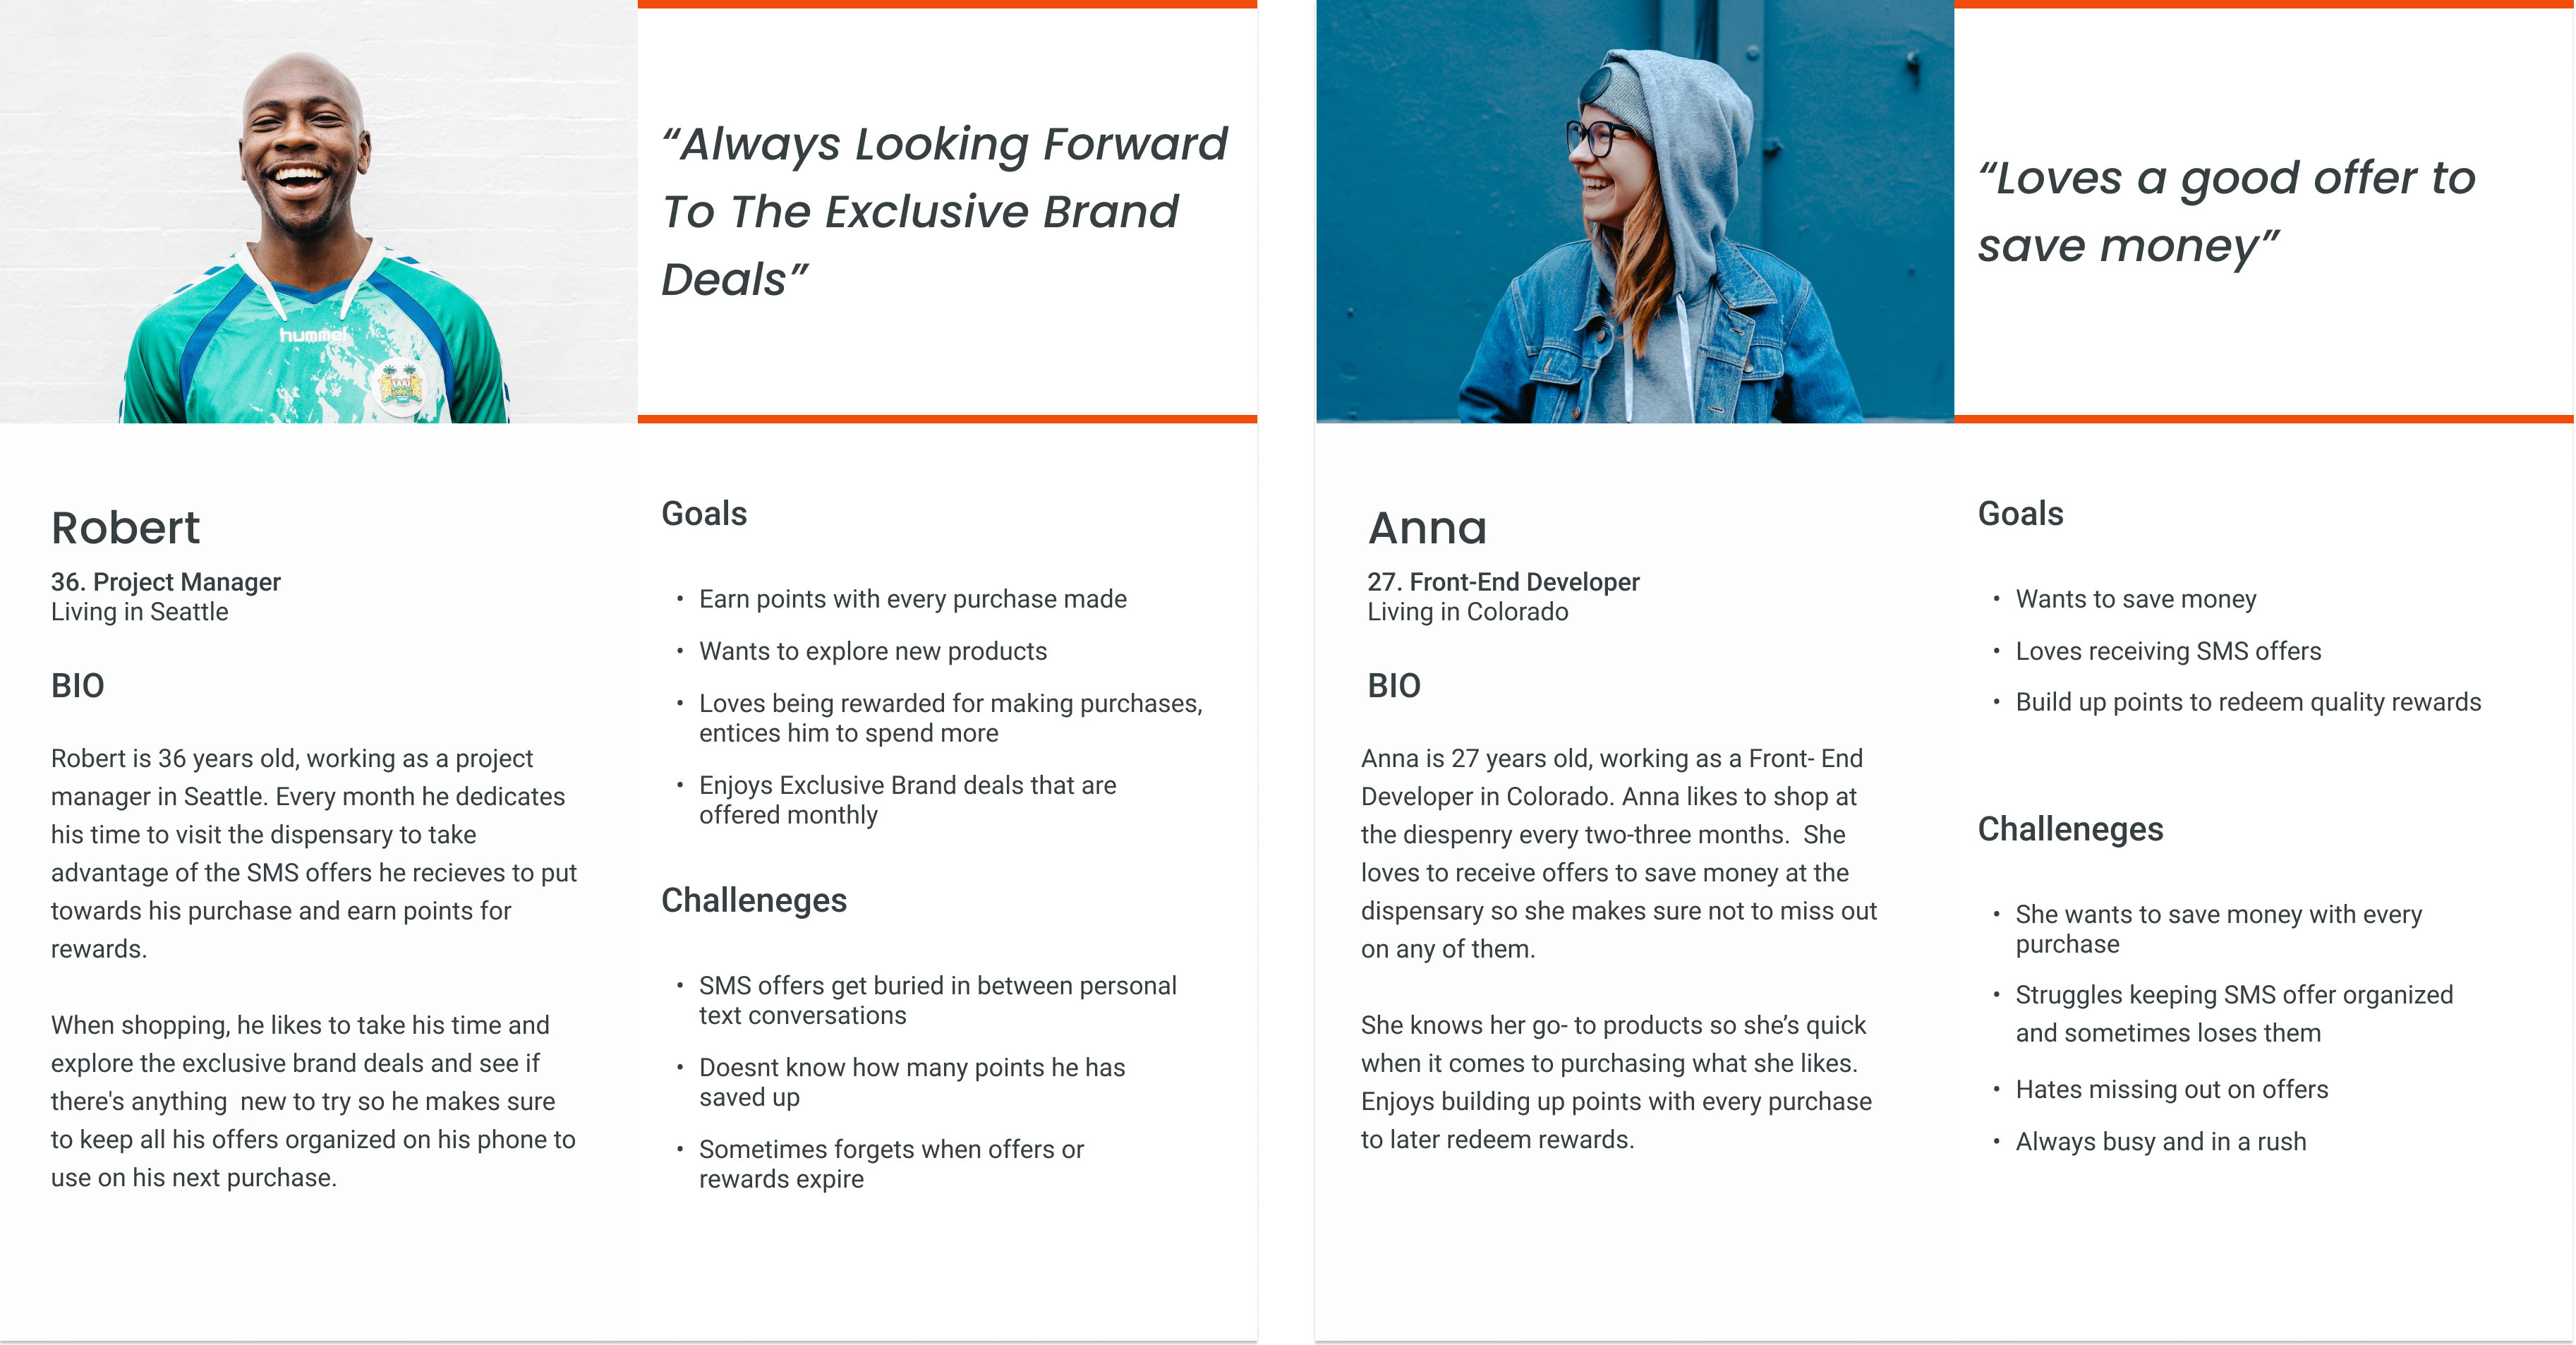 “Always Looking Forward
To The Exclusive Brand
Deals”
hummel
Robert
36. Project Manager
Living in Seattle
BIO
Robert is 36 years old, working as a project
manager in Seattle. Every month he dedicates
his time to visit the dispensary to take
advantage of the SMS offers he recieves to put
towards his purchase and earn points for
rewards.
When shopping, he likes to take his time and
explore the exclusive brand deals and see if
there's anything  new to try so he makes sure
to keep all his offers organized on his phone to
use on his next purchase.
Goals
• Earn points with every purchase made
• Wants to explore new products
• Loves being rewarded for making purchases,
entices him to spend more
• Enjoys Exclusive Brand deals that are
offered monthly
Challeneges
• SMS offers get buried in between personal
text conversations
• Doesnt know how many points he has
saved up
• Sometimes forgets when offers or
rewards expire
“Loves a good offer to
save money”
Anna
27. Front-End Developer
Living in Colorado
BIO
Anna is 27 years old, working as a Front- End
Developer in Colorado. Anna likes to shop at
the diespenry every two-three months.  She
loves to receive offers to save money at the
dispensary so she makes sure not to miss out
on any of them.
She knows her go- to products so she’s quick
when it comes to purchasing what she likes.
Enjoys building up points with every purchase
to later redeem rewards.
Goals
• Wants to save money
• Loves receiving SMS offers
• Build up points to redeem quality rewards
Challeneges
• She wants to save money with every
purchase
• Struggles keeping SMS offer organized
and sometimes loses them
• Hates missing out on offers
• Always busy and in a rush